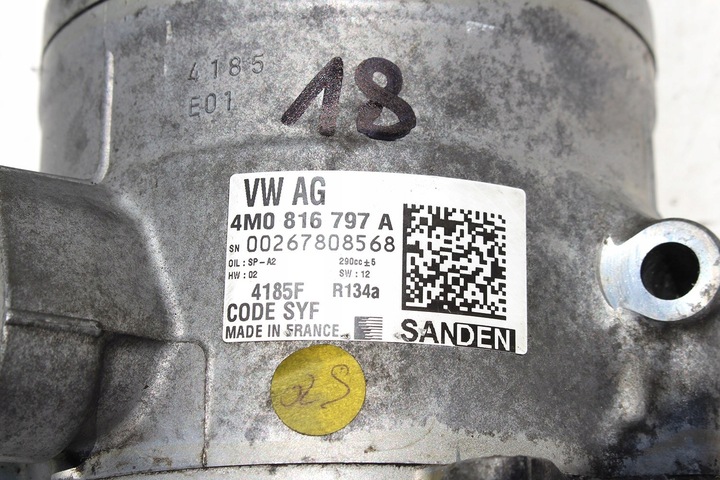 4185
E01
18
VW AG
4M0 816 797 A
SN 00267808568
OIL : SP-A2 290cc±5
HW : 02 SW : 12
4185F R134a
CODE SYF
MADE IN FRANCE
SANDEN